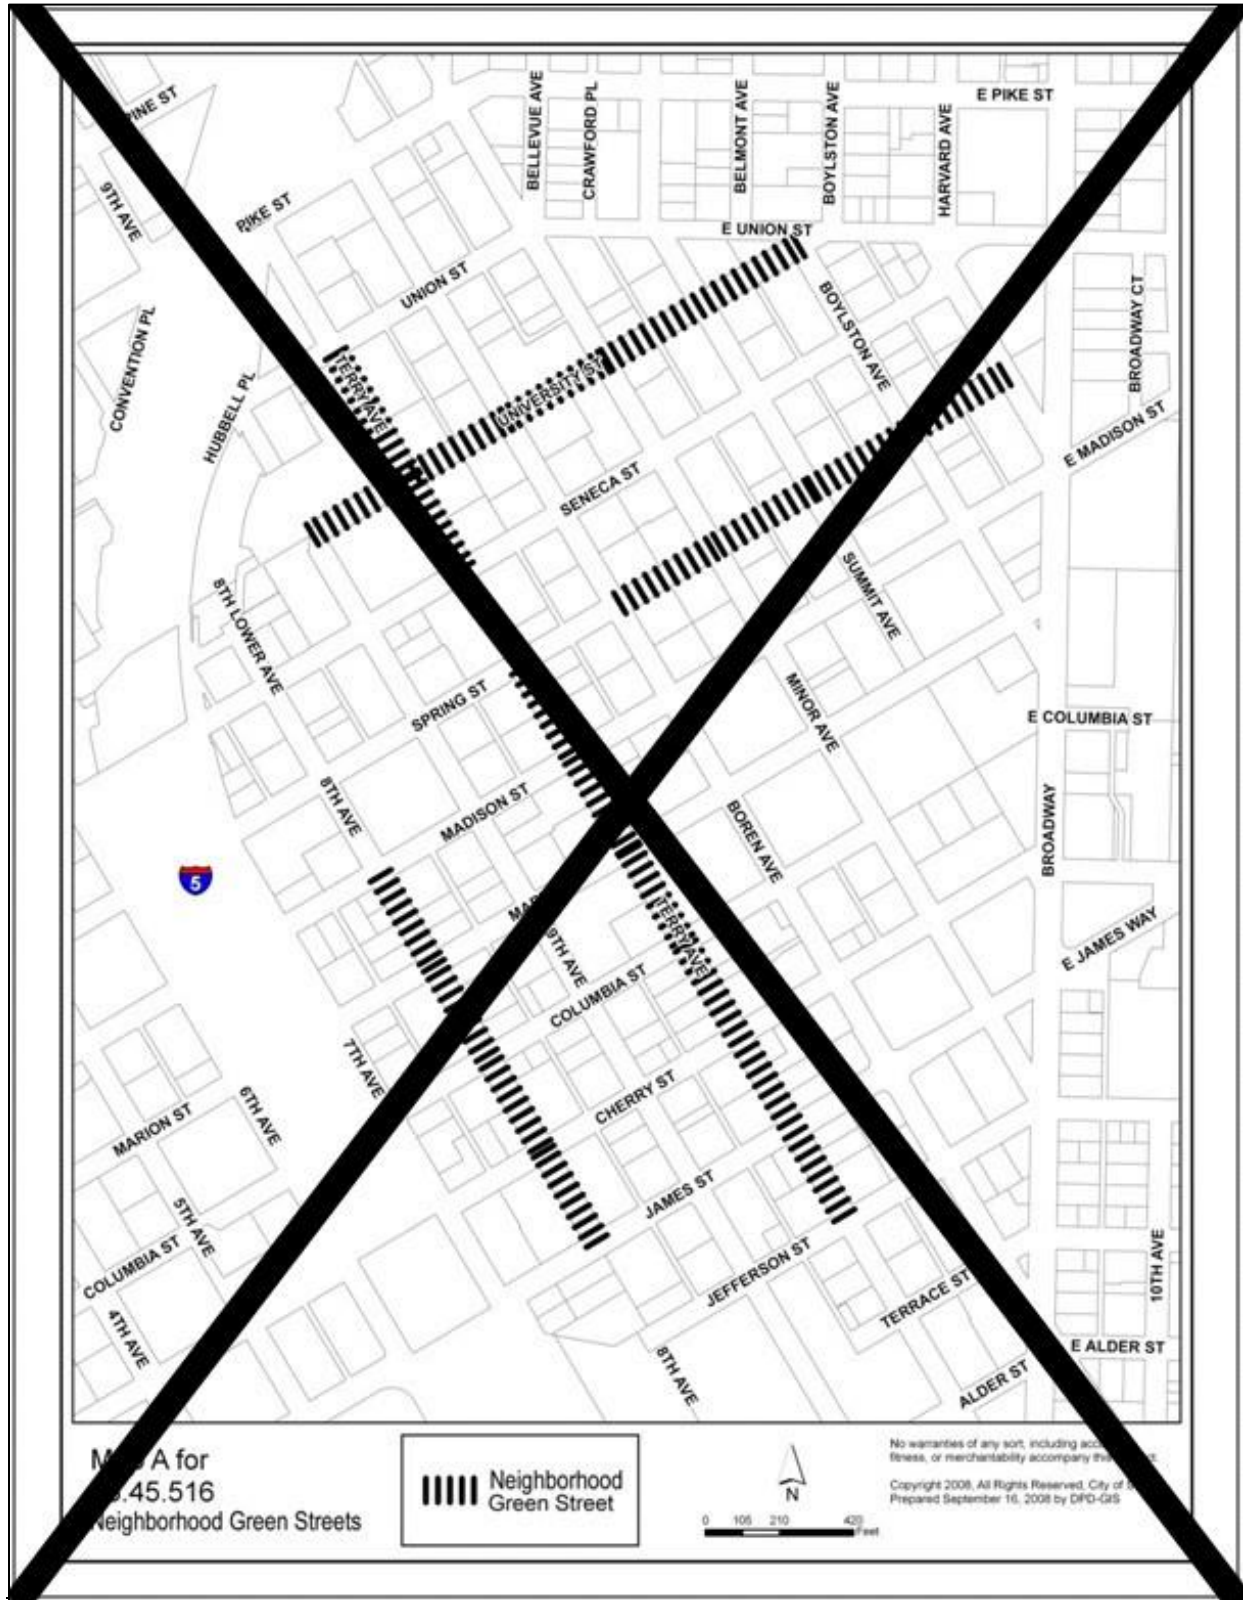 E PIKE ST
BELLEVUE AVE
CRAWFORD PL
BELMONT AVE
BOYLSTON AVE
HARVARD AVE
PINE ST
9TH AVE
PIKE ST
E UNION ST
UNION ST
BOYLSTON AVE
BROADWAY CT
CONVENTION PL
HUBBELL PL
TERRY AVE
UNIVERSITY ST
E MADISON ST
SENECA ST
8TH LOWER AVE
SUMMIT AVE
SPRING ST
MINOR AVE
E COLUMBIA ST
8TH AVE
MADISON ST
BOREN AVE
BROADWAY
5
9TH AVE
TERRY AVE
E JAMES WAY
COLUMBIA ST
7TH AVE
CHERRY ST
MARION ST
6TH AVE
JAMES ST
5TH AVE
COLUMBIA ST
JEFFERSON ST
10TH AVE
TERRACE ST
4TH AVE
8TH AVE
E ALDER ST
ALDER ST
A for
.45.516
Neighborhood Green Streets
Neighborhood
Green Street
N
0 105 210 420
Feet
No warranties of any sort, including
fitness, or merchantability accompany
Copyright 2008, All Rights Reserved, City of
Prepared September 16, 2008 by DPD-GIS